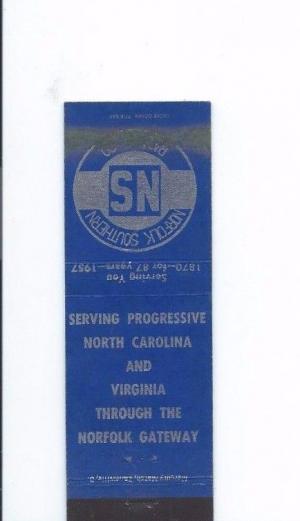 NORFOLK SOUTHERN
NS
Serving You
1870—for 87 years—1957
SERVING PROGRESSIVE
NORTH CAROLINA
AND
VIRGINIA
THROUGH THE
NORFOLK GATEWAY